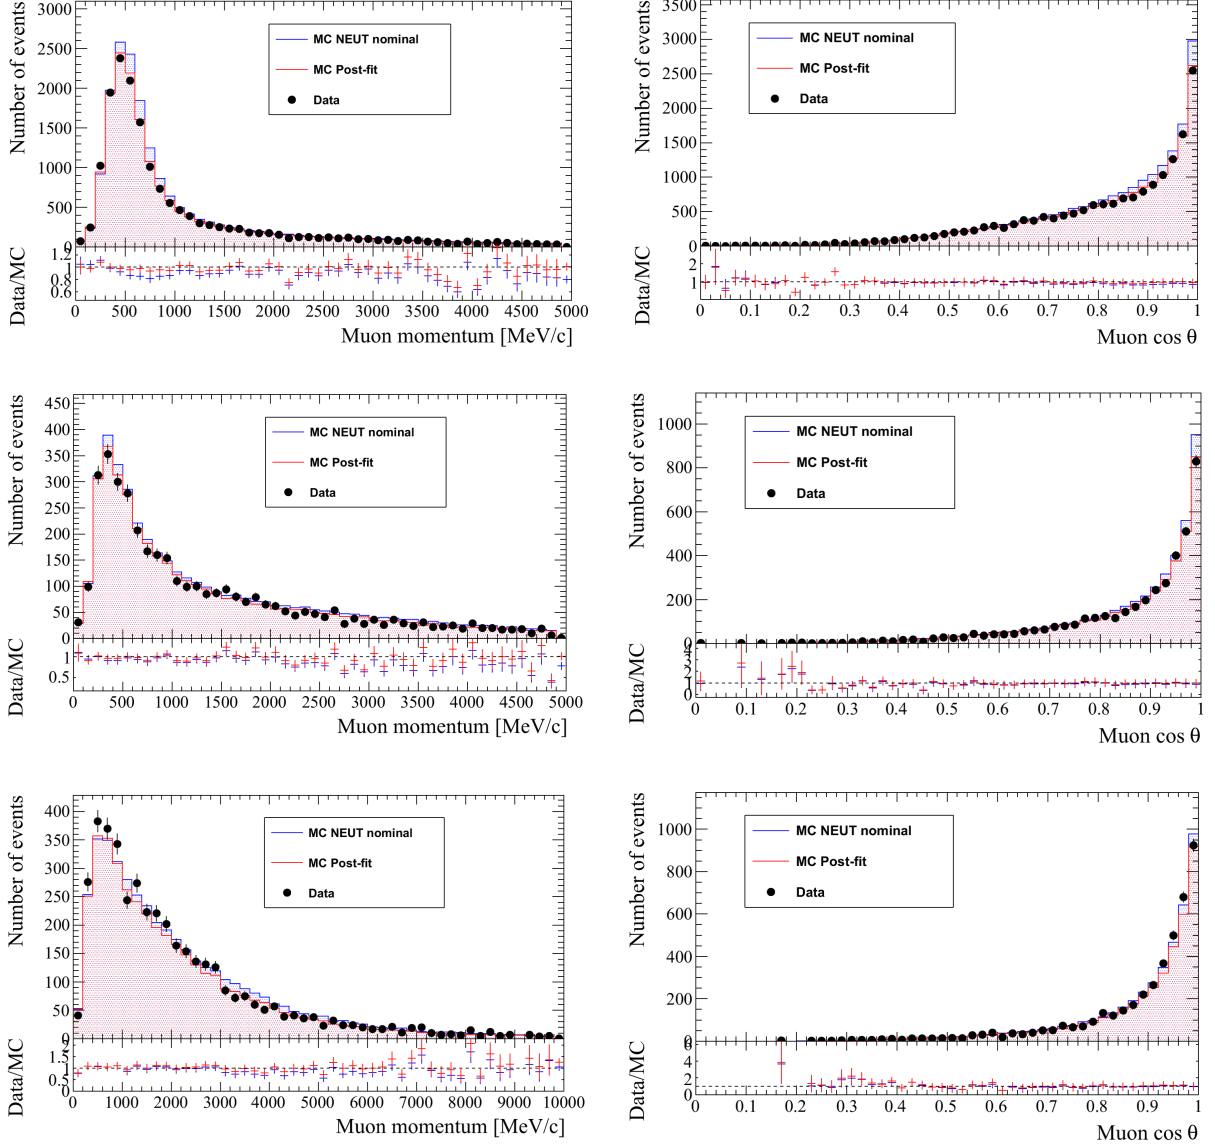 Number of events
3000
2500
2000
1500
1000
500
0
MC NEUT nominal
MC Post-fit
Data
Data/MC
1.2
1
0.8
0.6
0 500 1000 1500 2000 2500 3000 3500 4000 4500 5000
Muon momentum [MeV/c]
Number of events
3500
3000
2500
2000
1500
1000
500
0
MC NEUT nominal
MC Post-fit
Data
Data/MC
2
1
0 0.1 0.2 0.3 0.4 0.5 0.6 0.7 0.8 0.9 1
Muon cos θ
Number of events
450
400
350
300
250
200
150
100
50
0
MC NEUT nominal
MC Post-fit
Data
Data/MC
1
0.5
0 500 1000 1500 2000 2500 3000 3500 4000 4500 5000
Muon momentum [MeV/c]
Number of events
1000
800
600
400
200
MC NEUT nominal
MC Post-fit
Data
Data/MC
3
2
1
0
0 0.1 0.2 0.3 0.4 0.5 0.6 0.7 0.8 0.9 1
Muon cos θ
Number of events
400
350
300
250
200
150
100
50
0
MC NEUT nominal
MC Post-fit
Data
Data/MC
2
1.5
1
0.5
0 1000 2000 3000 4000 5000 6000 7000 8000 9000 10000
Muon momentum [MeV/c]
Number of events
1000
800
600
400
200
MC NEUT nominal
MC Post-fit
Data
Data/MC
6
4
2
0
0 0.1 0.2 0.3 0.4 0.5 0.6 0.7 0.8 0.9 1
Muon cos θ